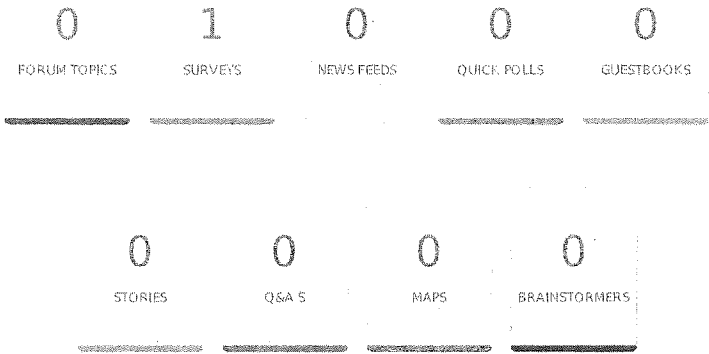 0 1 0 0 0
FORUM TOPICS SURVEYS NEWS FEEDS QUICK POLLS GUESTBOOKS
0 0 0 0
STORIES Q&A S MAPS BRAINSTORMERS